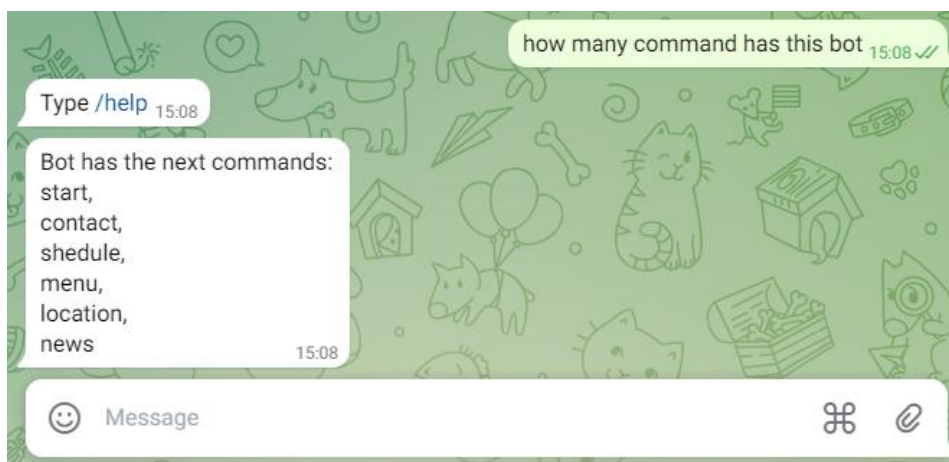 how many command has this bot 15:08
Type /help 15:08
Bot has the next commands:
start,
contact,
shedule,
menu,
location,
news 15:08
Message